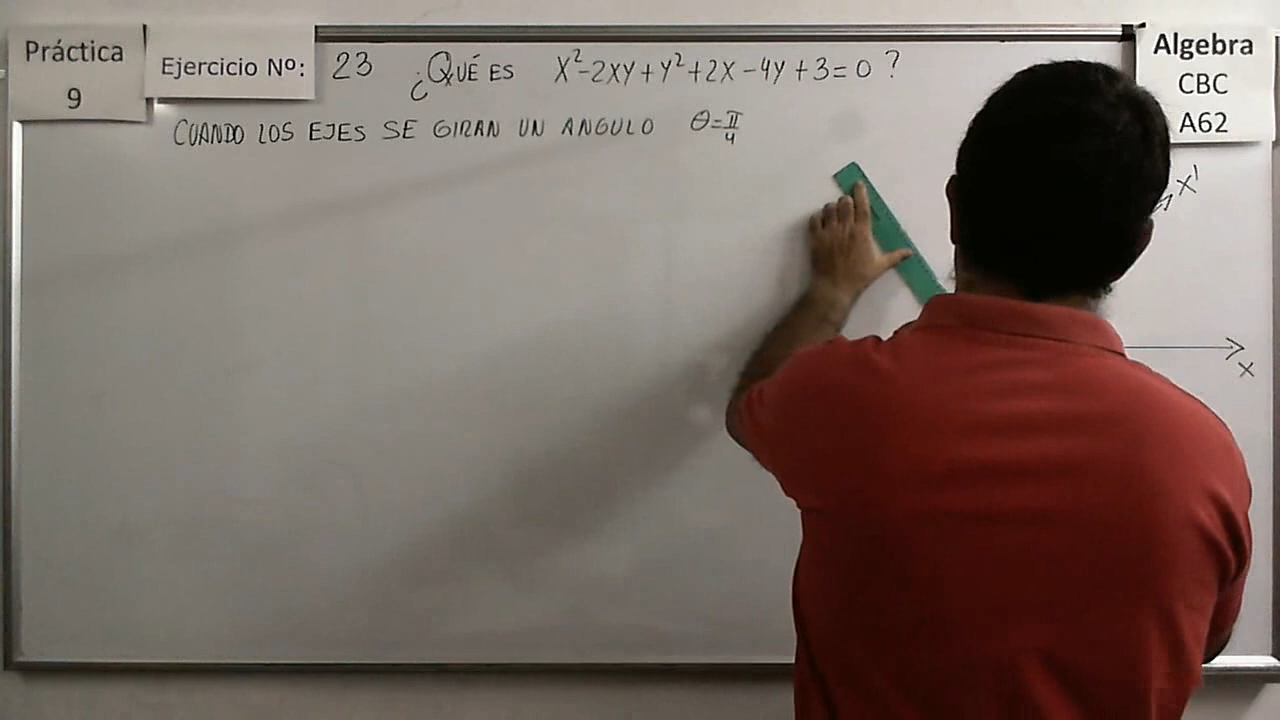 Práctica
9
Ejercicio Nº: 23 ¿QUÉ ES X²-2XY+Y²+2X-4Y+3=0 ?
CUANDO LOS EJES SE GIRAN UN ANGULO θ=π/4
Algebra
CBC
A62
X'
X